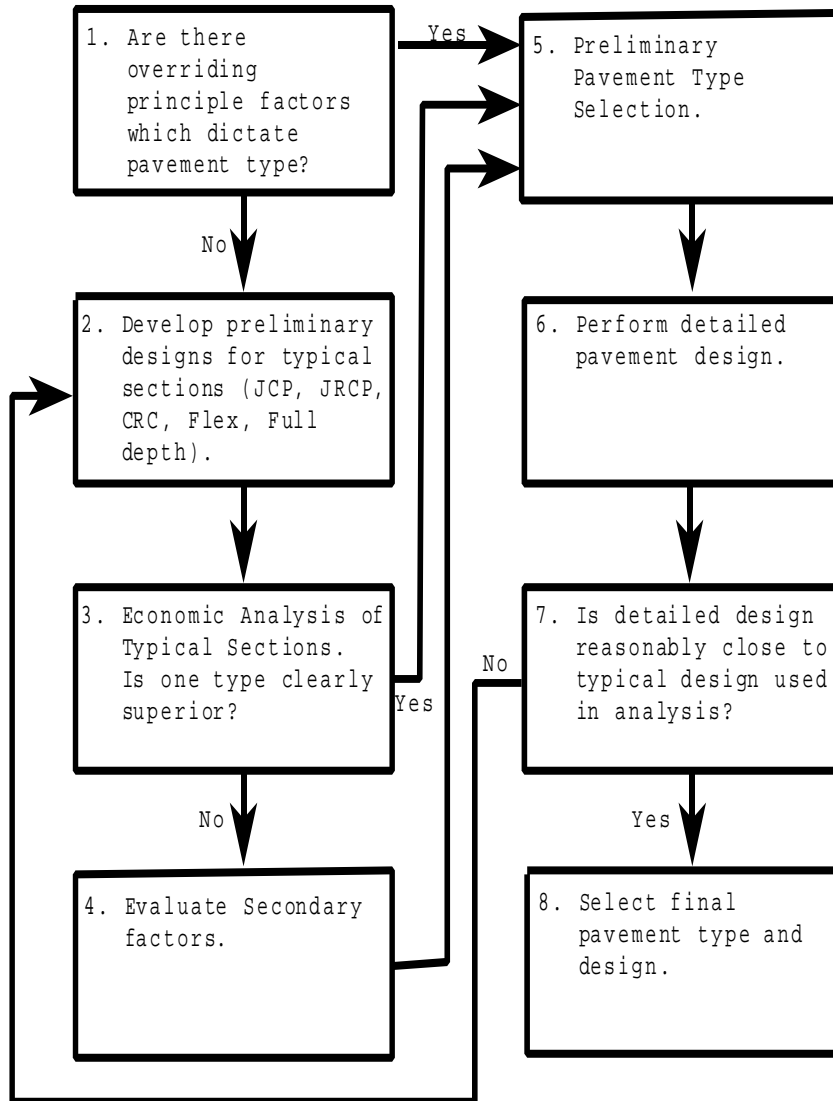 1. Are there
overriding
principle factors
which dictate
pavement type?
Yes
No
2. Develop preliminary
designs for typical
sections (JCP, JRCP,
CRC, Flex, Full
depth).
3. Economic Analysis of
Typical Sections.
Is one type clearly
superior?
Yes
No
4. Evaluate Secondary
factors.
5. Preliminary
Pavement Type
Selection.
6. Perform detailed
pavement design.
7. Is detailed design
reasonably close to
typical design used
in analysis?
No
Yes
8. Select final
pavement type and
design.